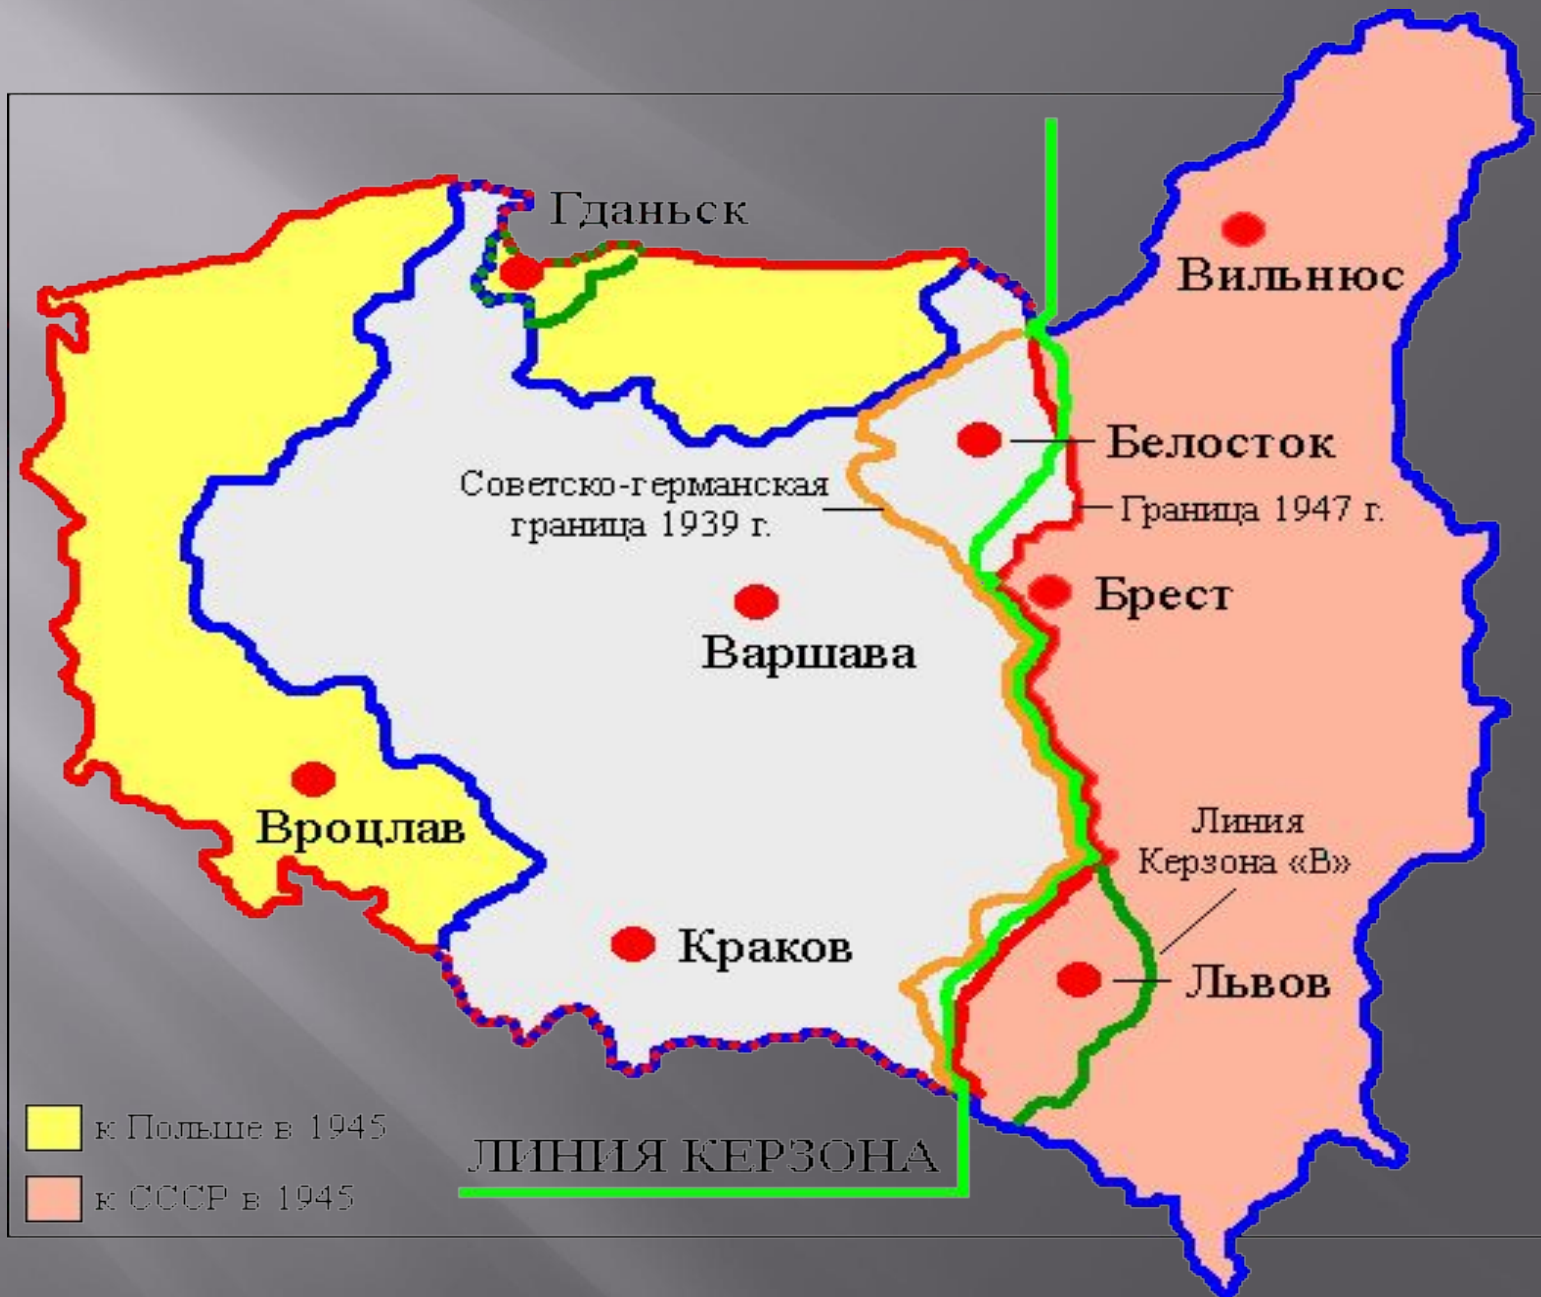 Гданьск
Вильнюс
Белосток
Советско-германская
граница 1939 г.
Граница 1947 г.
Брест
Варшава
Вроцлав
Линия
Керзона «В»
Краков
Львов
к Польше в 1945
ЛИНИЯ КЕРЗОНА
к СССР в 1945